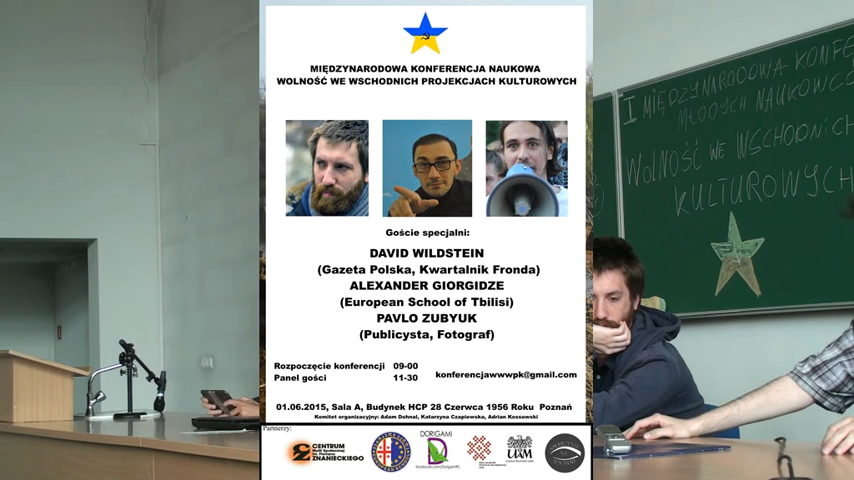 MIĘDZYNARODOWA KONFERENCJA NAUKOWA
WOLNOŚĆ WE WSCHODNICH PROJEKCJACH KULTUROWYCH
Goście specjalni:
DAVID WILDSTEIN
(Gazeta Polska, Kwartalnik Fronda)
ALEXANDER GIORGIDZE
(European School of Tbilisi)
PAVLO ZUBYUK
(Publicysta, Fotograf)
Rozpoczęcie konferencji 09-00
Panel gości 11-30
konferencjawwwpk@gmail.com
01.06.2015, Sala A, Budynek HCP 28 Czerwca 1956 Roku Poznań
Komitet organizacyjny: Adam Dohnal, Katarzyna Czapiewska, Adrian Kossowski
Partnerzy:
CENTRUM
ZNANIECKIEGO
DORIGAMI
UAM
I MIĘDZYNARODOWA KONFE
MŁODYCH NAUKOWCÓ
WOLNOŚĆ WE WSCHODNICH
KULTUROWYCH